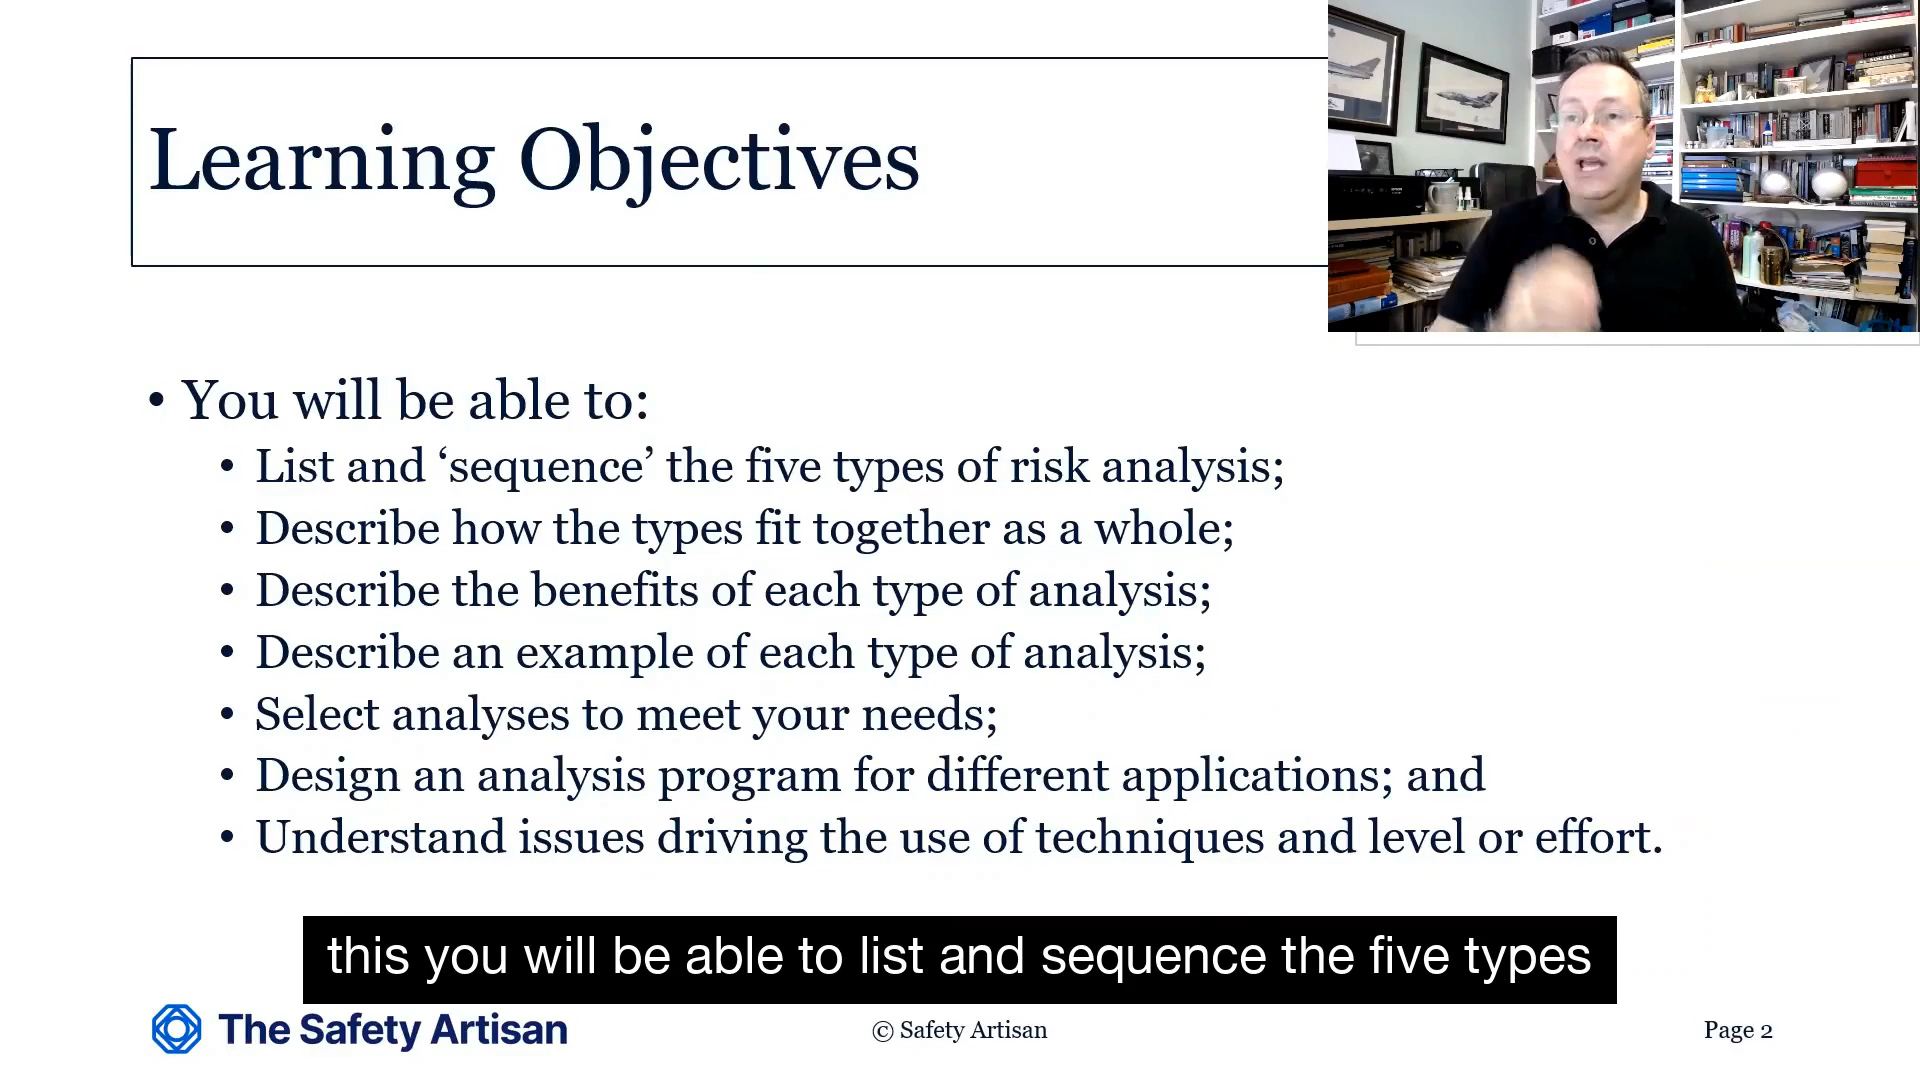 Learning Objectives
• You will be able to:
• List and ‘sequence’ the five types of risk analysis;
• Describe how the types fit together as a whole;
• Describe the benefits of each type of analysis;
• Describe an example of each type of analysis;
• Select analyses to meet your needs;
• Design an analysis program for different applications; and
• Understand issues driving the use of techniques and level or effort.
this you will be able to list and sequence the five types
The Safety Artisan
© Safety Artisan
Page 2